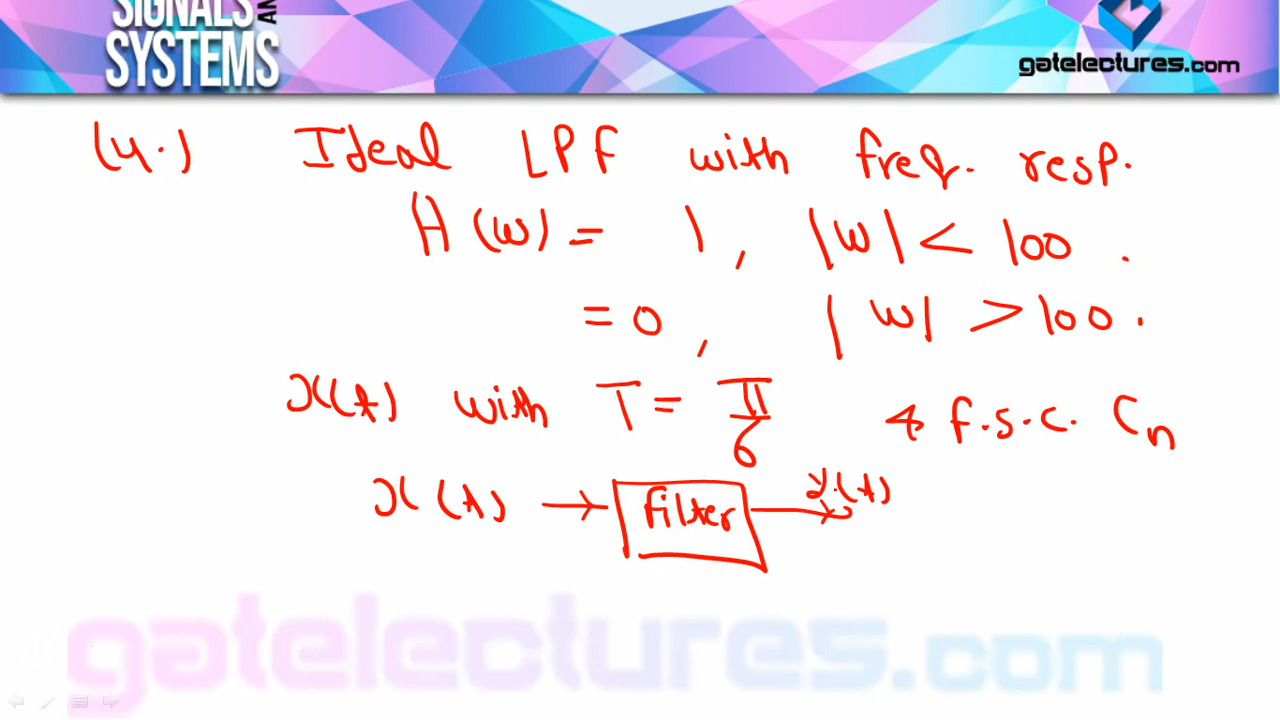 SIGNALS AND
SYSTEMS
gatelectures.com
(4.) Ideal LPF with freq. resp.
H(w) = 1, |w| < 100.
= 0, |w| > 100.
x(t) with T = π/6 & f.s.c. Cn
x(t) → filter → y(t)
gatelectures.com